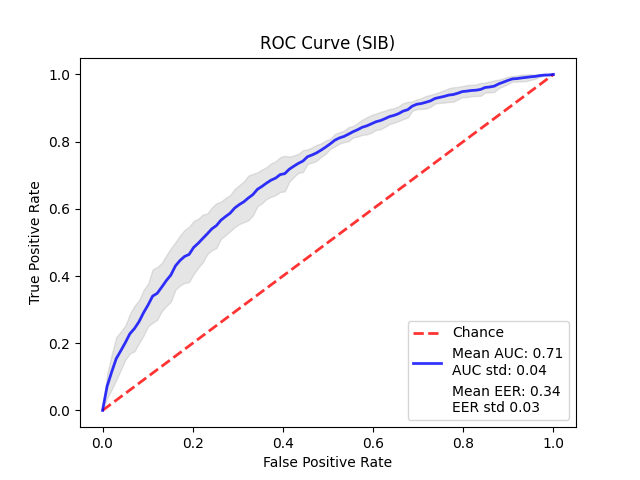 ROC Curve (SIB)
True Positive Rate
1.0
0.8
0.6
0.4
0.2
0.0
0.0 0.2 0.4 0.6 0.8 1.0
False Positive Rate
Chance
Mean AUC: 0.71
AUC std: 0.04
Mean EER: 0.34
EER std 0.03